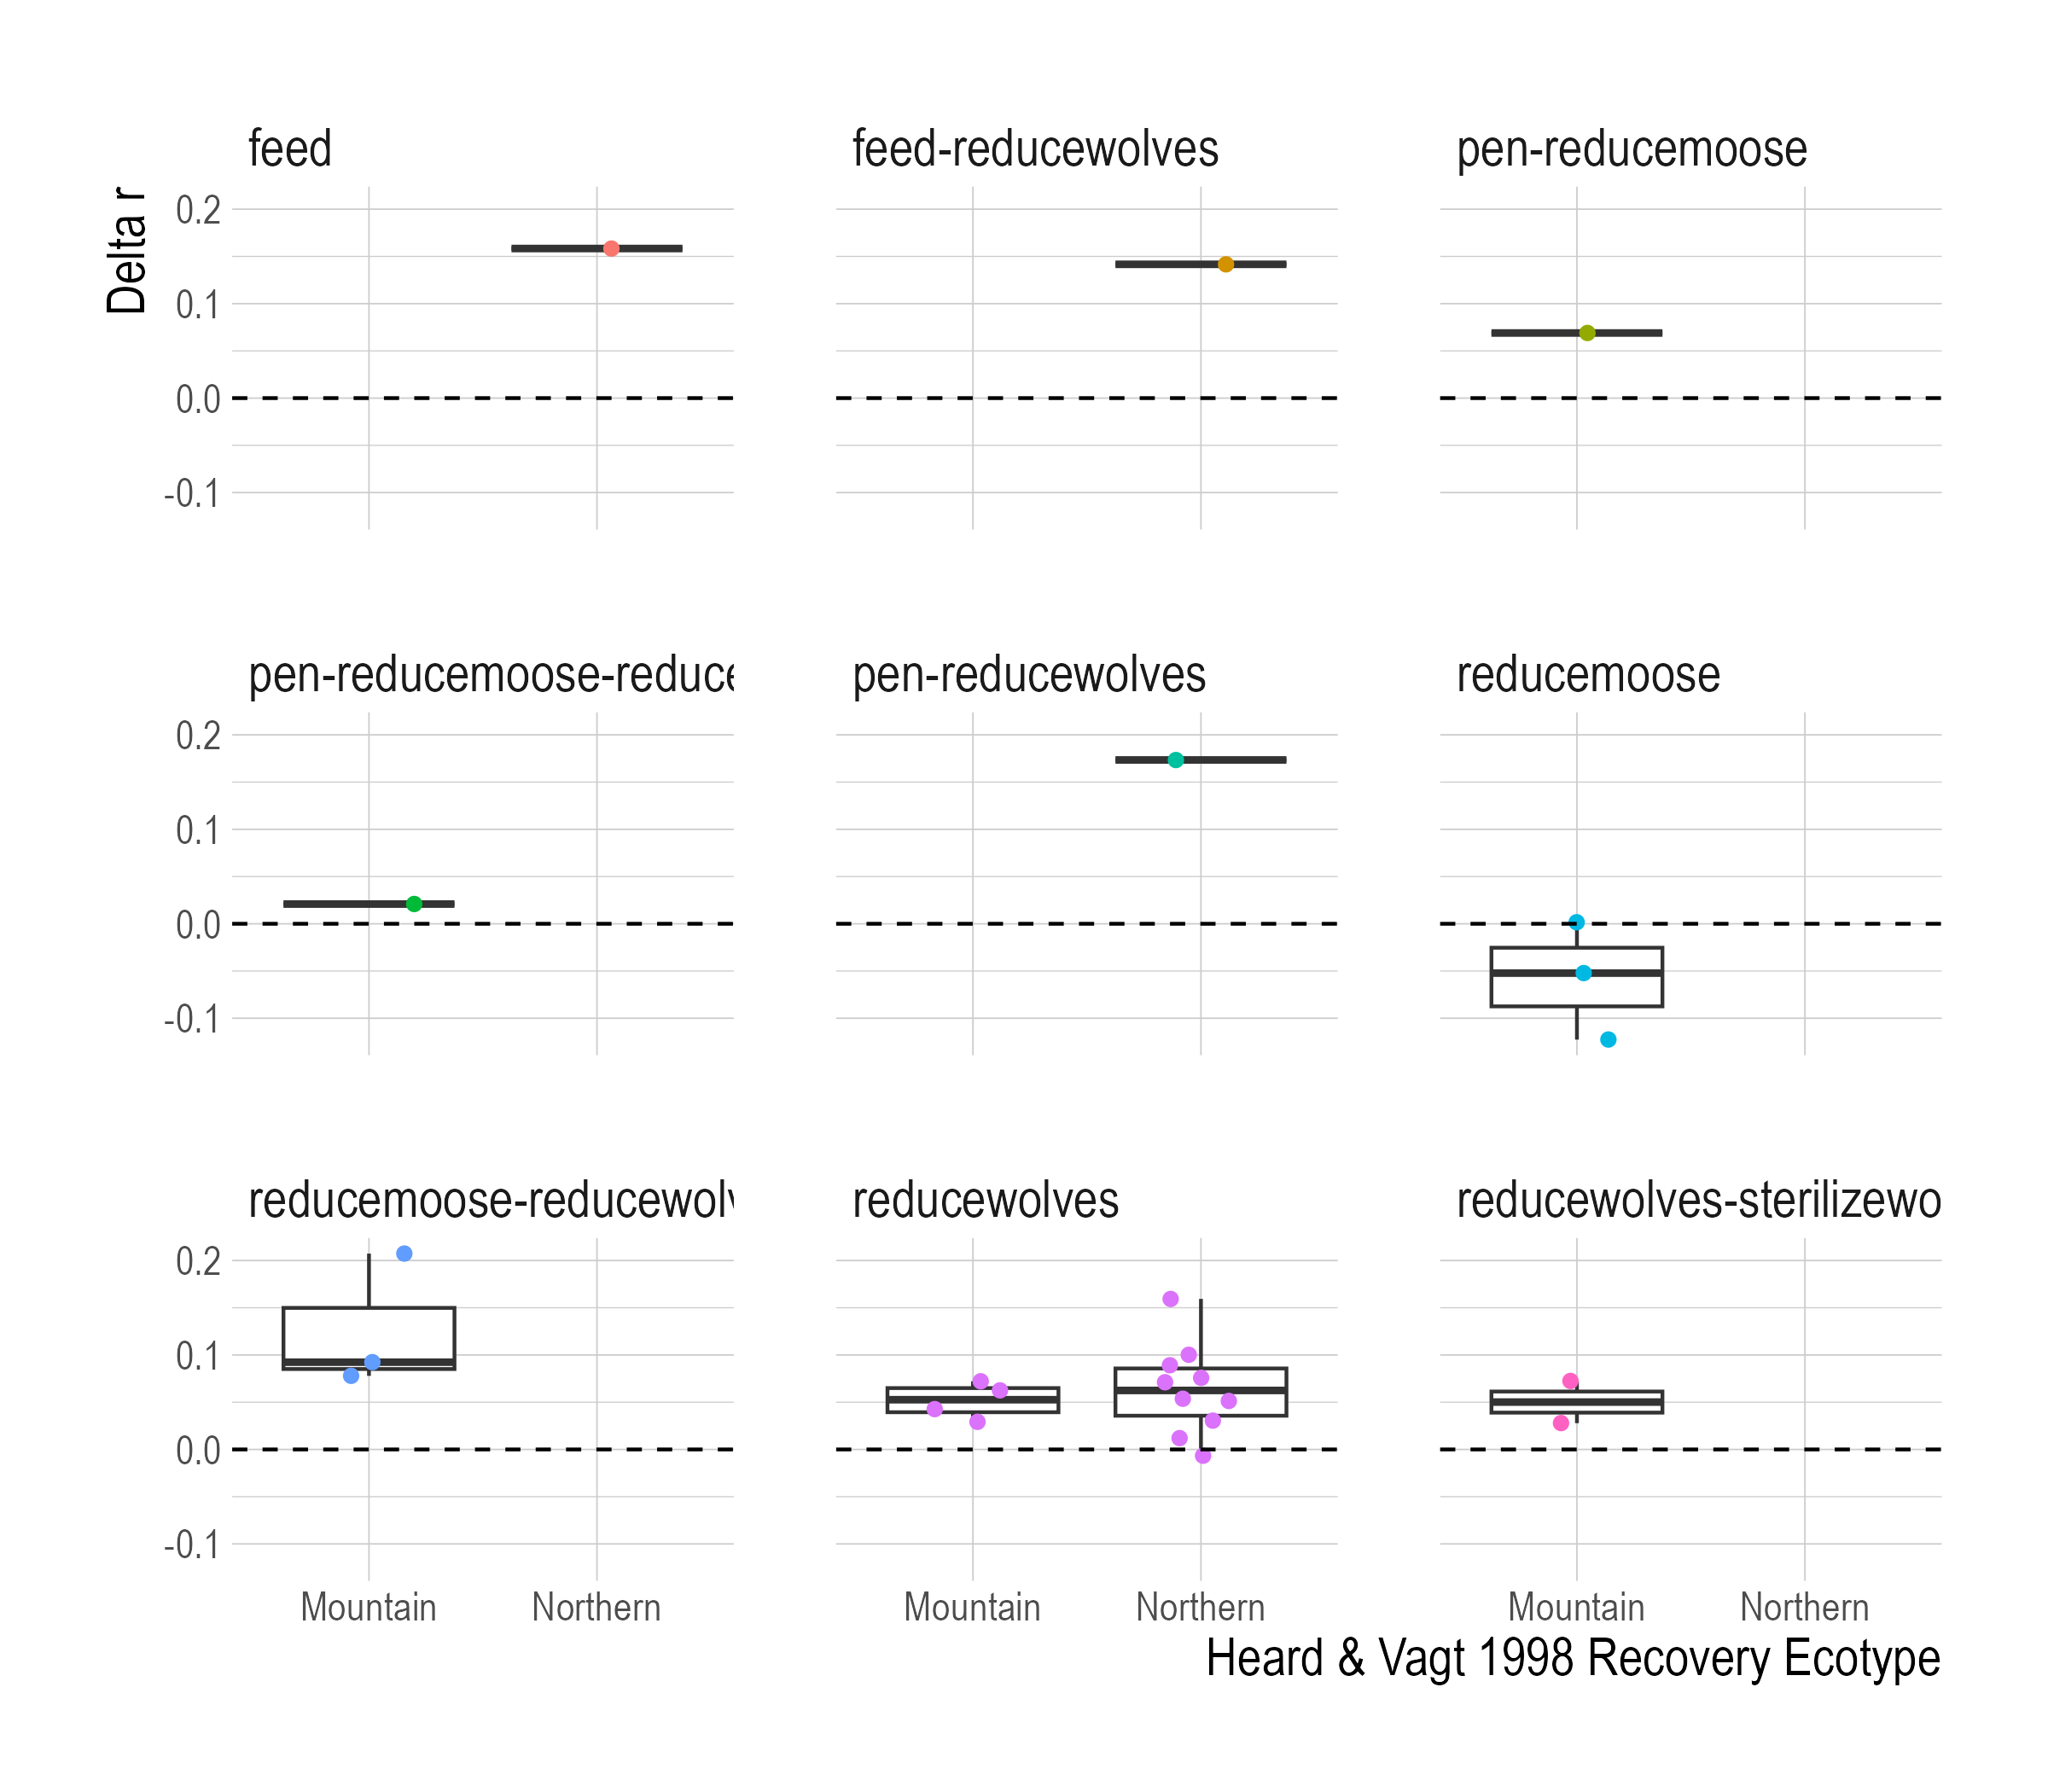 feed
feed-reducewolves
pen-reducemoose
Delta r
0.2
0.1
0.0
-0.1
pen-reducemoose-reduce
pen-reducewolves
reducemoose
0.2
0.1
0.0
-0.1
reducemoose-reducewolv
reducewolves
reducewolves-sterilizewo
0.2
0.1
0.0
-0.1
Mountain Northern
Mountain Northern
Mountain Northern
Heard & Vagt 1998 Recovery Ecotype